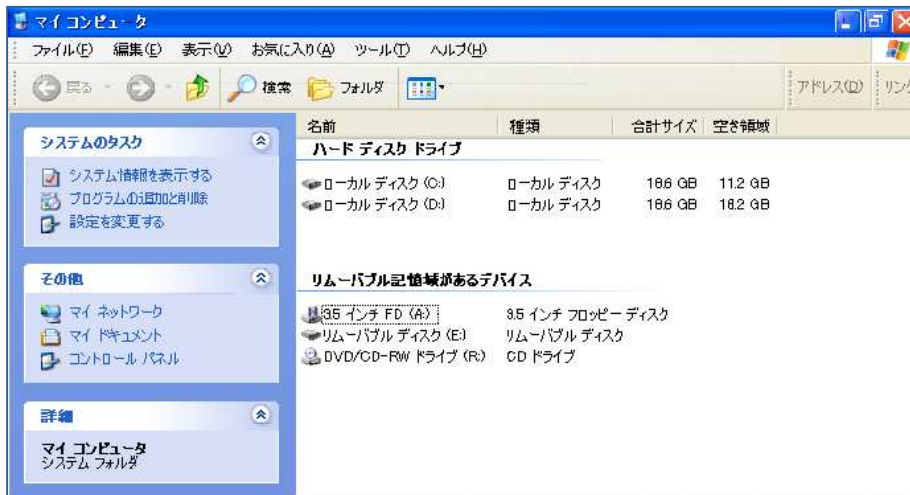 マイ コンピュータ
ファイル(F) 編集(E) 表示(V) お気に入り(A) ツール(T) ヘルプ(H)
戻る 検索 フォルダ アドレス(D) リンク
システムのタスク
システム情報を表示する
プログラムの追加と削除
設定を変更する
その他
マイ ネットワーク
マイ ドキュメント
コントロール パネル
詳細
マイ コンピュータ
システム フォルダ
名前 種類 合計サイズ 空き領域
ハード ディスク ドライブ
ローカル ディスク (C:) ローカル ディスク 18.6 GB 11.2 GB
ローカル ディスク (D:) ローカル ディスク 18.6 GB 18.2 GB
リムーバブル記憶域があるデバイス
3.5 インチ FD (A:) 3.5 インチ フロッピー ディスク
リムーバブル ディスク (E:) リムーバブル ディスク
DVD/CD-RW ドライブ (R:) CD ドライブ